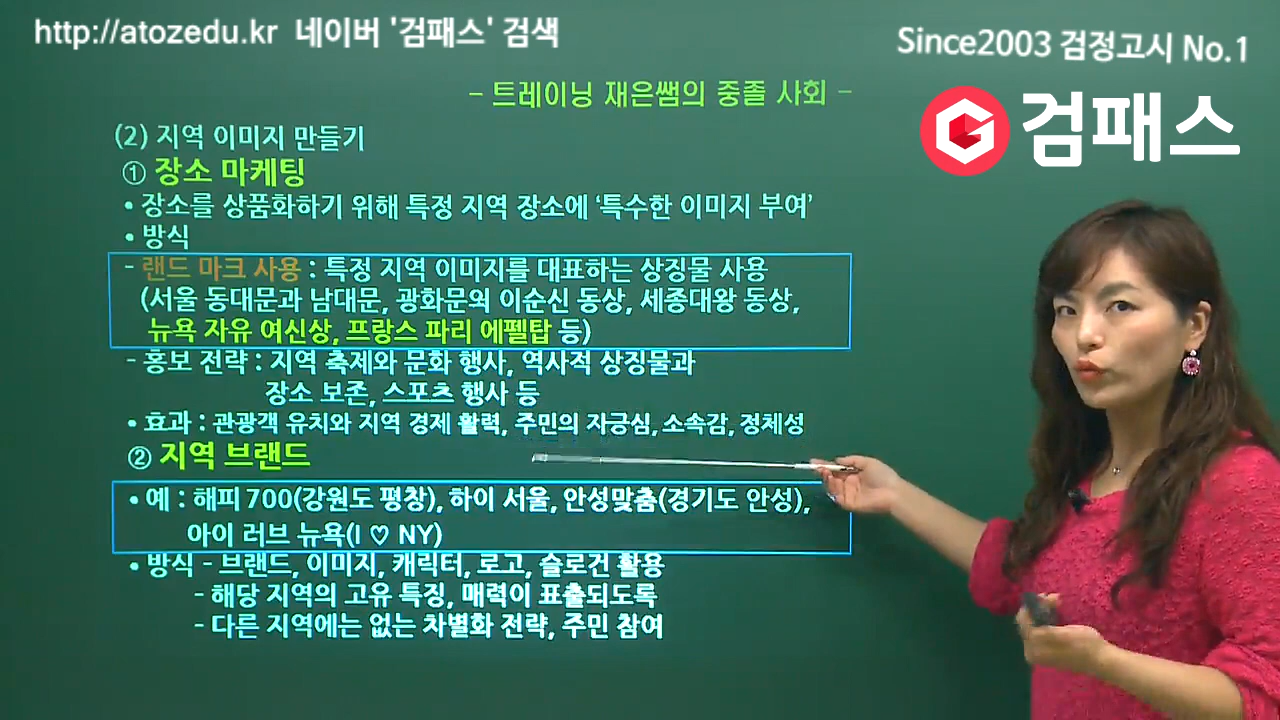 http://atozedu.kr 네이버 '검패스' 검색
Since2003 검정고시 No.1
검패스
- 트레이닝 재은쌤의 중졸 사회 -
(2) 지역 이미지 만들기
① 장소 마케팅
• 장소를 상품화하기 위해 특정 지역 장소에 ‘특수한 이미지 부여’
• 방식
- 랜드 마크 사용 : 특정 지역 이미지를 대표하는 상징물 사용
(서울 동대문과 남대문, 광화문의 이순신 동상, 세종대왕 동상,
뉴욕 자유 여신상, 프랑스 파리 에펠탑 등)
- 홍보 전략 : 지역 축제와 문화 행사, 역사적 상징물과
장소 보존, 스포츠 행사 등
• 효과 : 관광객 유치와 지역 경제 활력, 주민의 자긍심, 소속감, 정체성
② 지역 브랜드
• 예 : 해피 700(강원도 평창), 하이 서울, 안성맞춤(경기도 안성),
아이 러브 뉴욕(I ♡ NY)
• 방식 - 브랜드, 이미지, 캐릭터, 로고, 슬로건 활용
- 해당 지역의 고유 특징, 매력이 표출되도록
- 다른 지역에는 없는 차별화 전략, 주민 참여